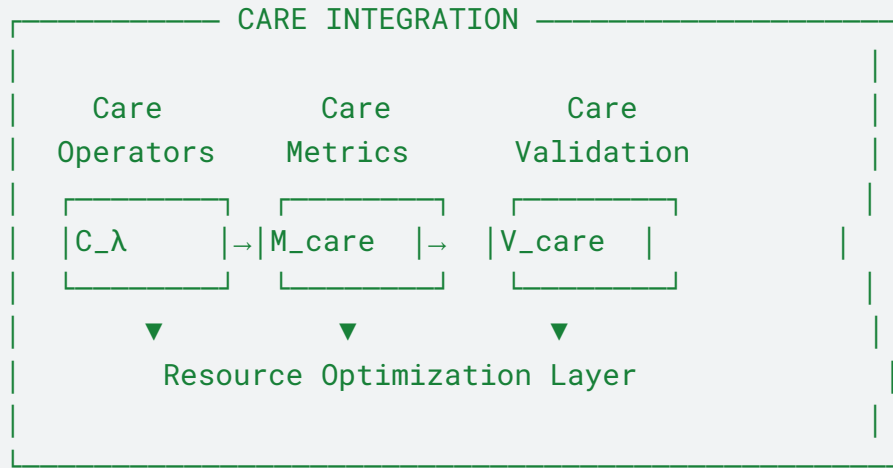 CARE INTEGRATION
Care Care Care
Operators Metrics Validation
C_λ → M_care → V_care
▼ ▼ ▼
Resource Optimization Layer